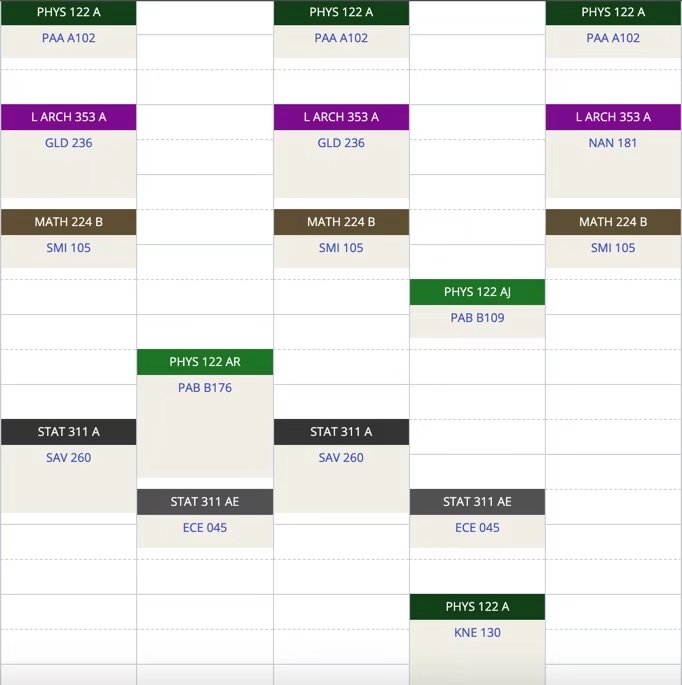 PHYS 122 A
PHYS 122 A
PHYS 122 A
PAA A102
PAA A102
PAA A102
L ARCH 353 A
L ARCH 353 A
L ARCH 353 A
GLD 236
GLD 236
NAN 181
MATH 224 B
MATH 224 B
MATH 224 B
SMI 105
SMI 105
SMI 105
PHYS 122 AJ
PAB B109
PHYS 122 AR
PAB B176
STAT 311 A
STAT 311 A
SAV 260
SAV 260
STAT 311 AE
STAT 311 AE
ECE 045
ECE 045
PHYS 122 A
KNE 130